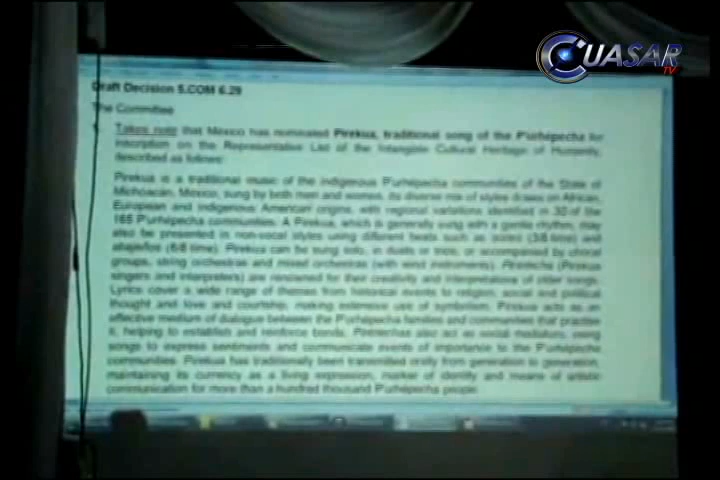 CUASAR
TV
Draft Decision 5.COM 6.29
The Committee
1. Takes note that Mexico has nominated Pirekua, traditional song of the P'urhépecha for
inscription on the Representative List of the Intangible Cultural Heritage of Humanity,
described as follows:
Pirekua is a traditional music of the indigenous P'urhépecha communities of the State of
Michoacán, Mexico, sung by both men and women. Its diverse mix of styles draws on African,
European and indigenous American origins, with regional variations identified in 30 of the
165 P'urhépecha communities. A Pirekua, which is generally sung with a gentle rhythm, may
also be presented in non-vocal styles using different beats such as sones (3/8 time) and
abajeños (6/8 time). Pirekua can be sung solo, in duets or trios, or accompanied by choral
groups, string orchestras and mixed orchestras (with wind instruments). Pirériecha (Pirekua
singers and interpreters) are renowned for their creativity and interpretations of older songs.
Lyrics cover a wide range of themes from historical events to religion, social and political
thought and love and courtship, making extensive use of symbolism. Pirekua acts as an
effective medium of dialogue between the P'urhépecha families and communities that practise
it, helping to establish and reinforce bonds. Pirériechas also act as social mediators, using
songs to express sentiments and communicate events of importance to the P'urhépecha
communities. Pirekua has traditionally been transmitted orally from generation to generation,
maintaining its currency as a living expression, marker of identity and means of artistic
communication for more than a hundred thousand P'urhépecha people.